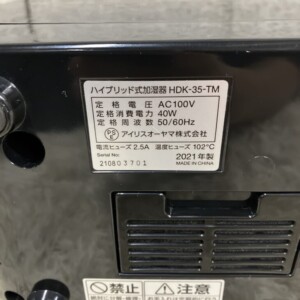 ハイブリッド式加湿器 HDK-35-TM
定格電圧 AC100V
定格消費電力 40W
定格周波数 50/60Hz
PS E アイリスオーヤマ株式会社
電流ヒューズ 2.5A 温度ヒューズ 102℃
Serial No.
210803701
2021年製
MADE IN CHINA
禁止
注意